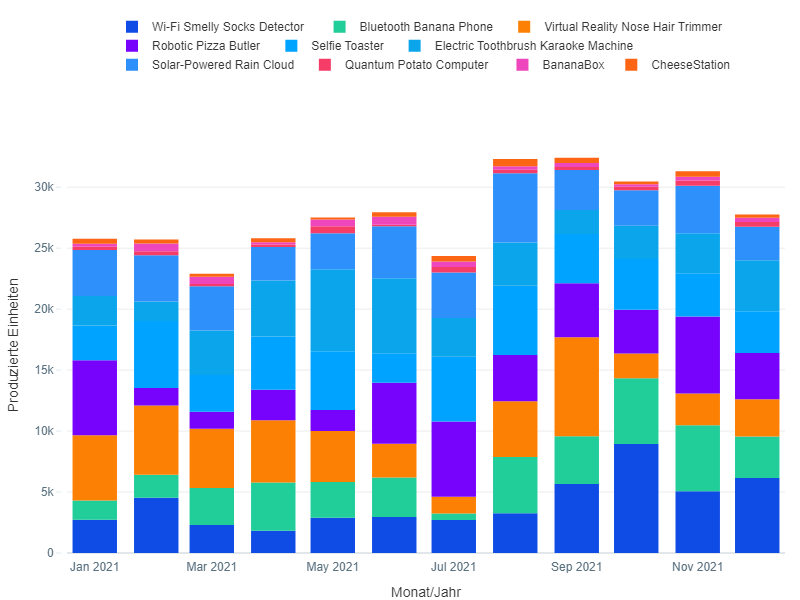 Wi-Fi Smelly Socks Detector Bluetooth Banana Phone Virtual Reality Nose Hair Trimmer
Robotic Pizza Butler Selfie Toaster Electric Toothbrush Karaoke Machine
Solar-Powered Rain Cloud Quantum Potato Computer BananaBox CheeseStation
30k
25k
20k
15k
10k
5k
0
Produzierte Einheiten
Jan 2021 Mar 2021 May 2021 Jul 2021 Sep 2021 Nov 2021
Monat/Jahr